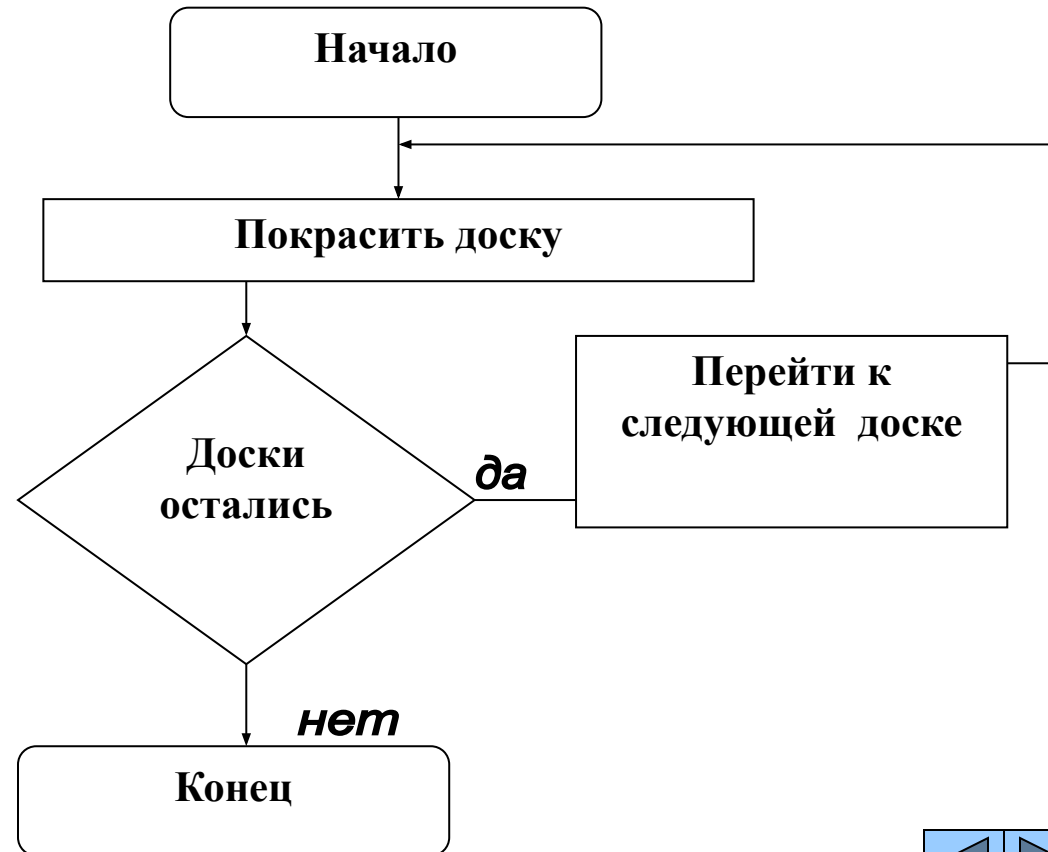 Начало
Покрасить доску
Перейти к
следующей доске
Доски
остались
да
нет
Конец